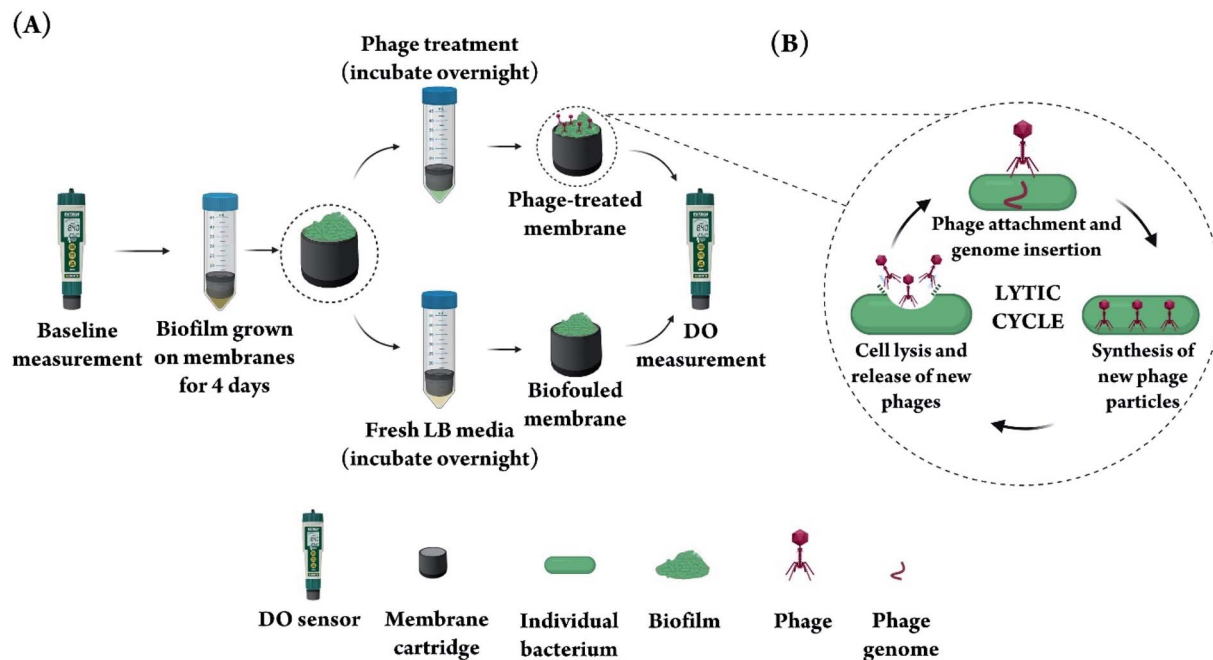 (A)
Phage treatment
(incubate overnight)
(B)
Baseline
measurement
Biofilm grown
on membranes
for 4 days
Phage-treated
membrane
Fresh LB media
(incubate overnight)
Biofouled
membrane
DO
measurement
Phage attachment and
genome insertion
LYTIC
CYCLE
Synthesis of
new phage
particles
Cell lysis and
release of new
phages
DO sensor
Membrane
cartridge
Individual
bacterium
Biofilm
Phage
Phage
genome